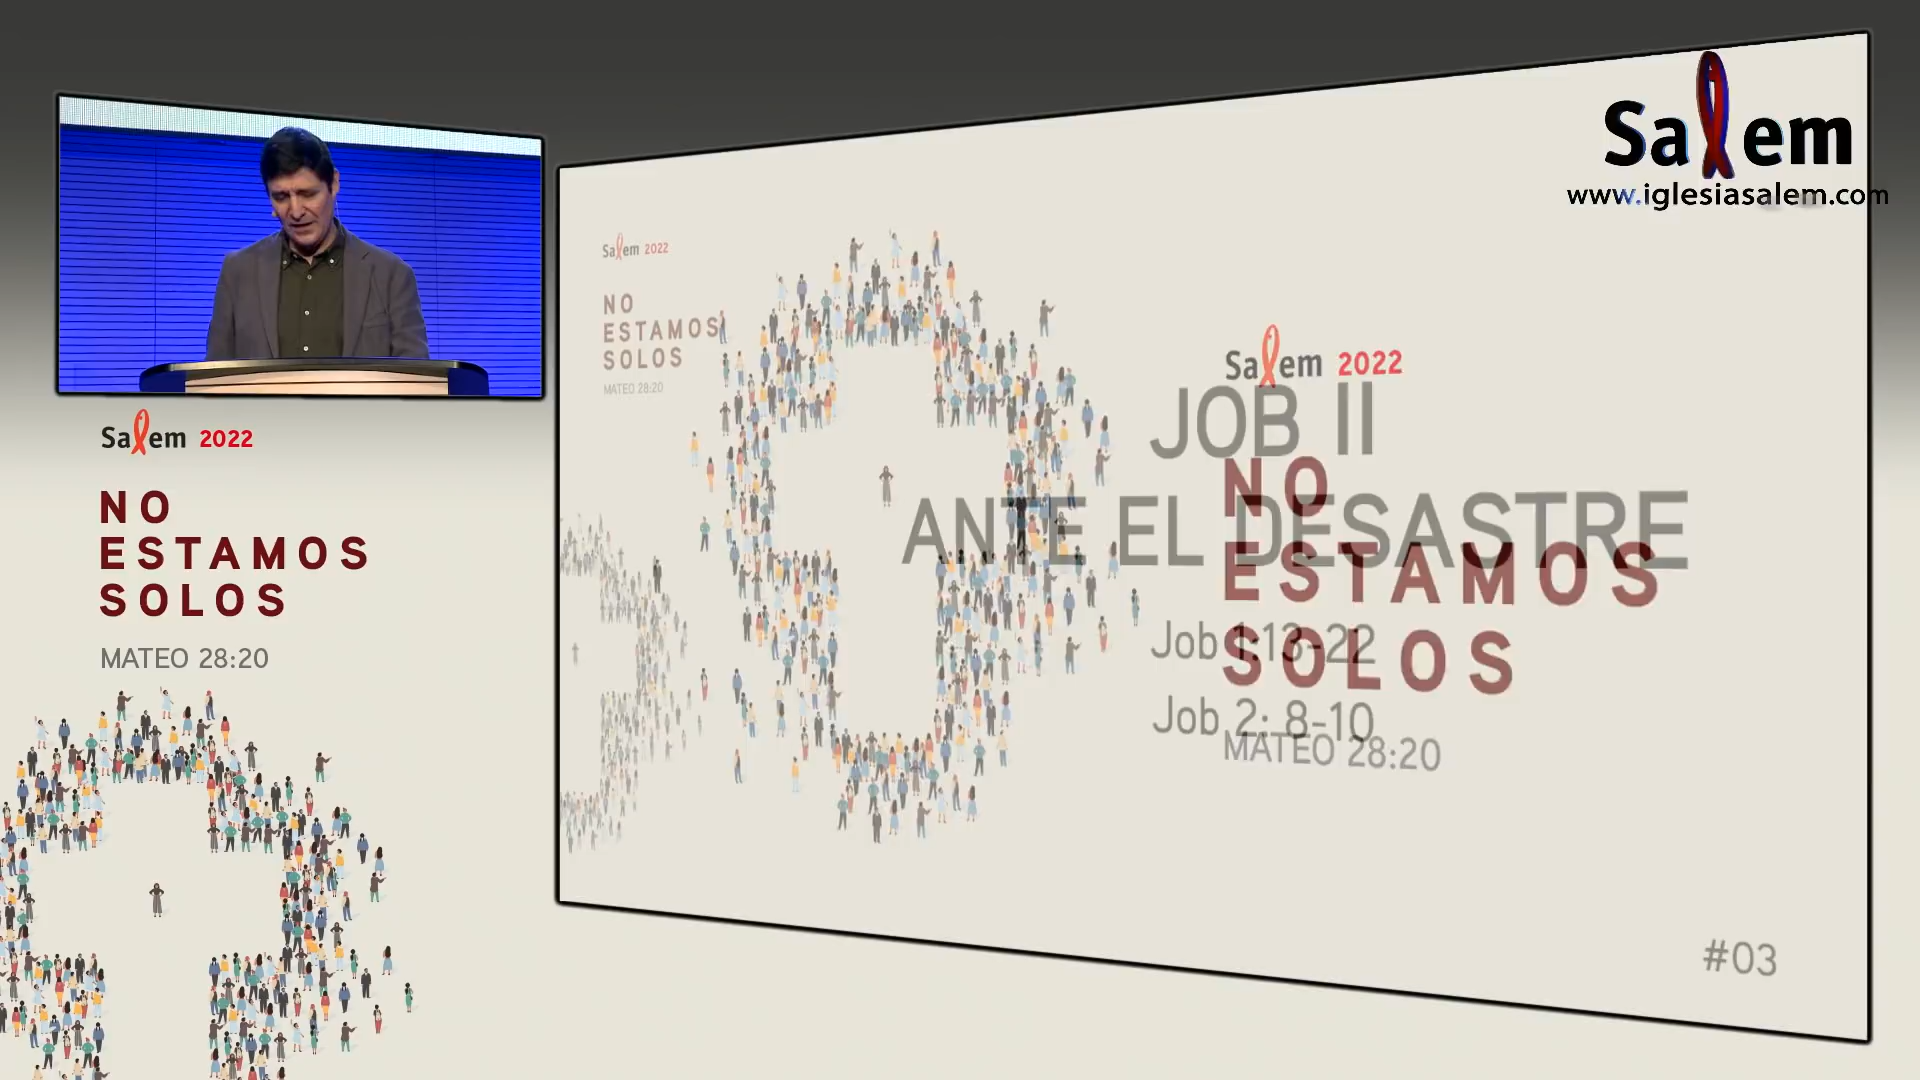 Salem
www.iglesiasalem.com
Salem 2022
NO
ESTAMOS
SOLOS
MATEO 28:20
Salem 2022
NO
ESTAMOS
SOLOS
MATEO 28:20
JOB II
ANTE EL DESASTRE
Job 1:13-22
Job 2: 8-10
Salem 2022
NO
ESTAMOS
SOLOS
MATEO 28:20
#03